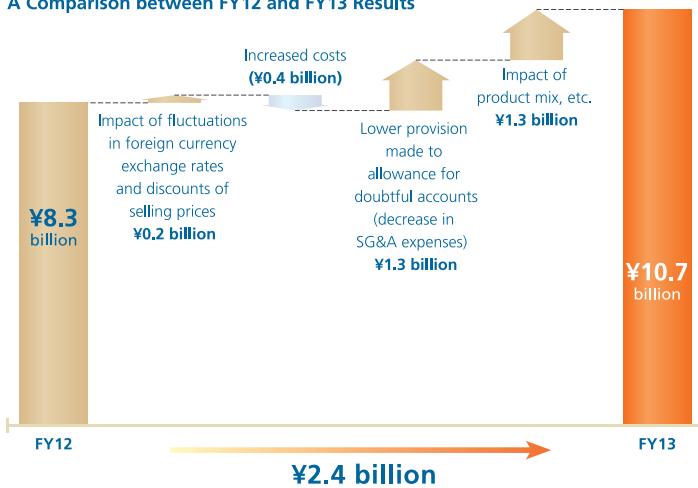 A Comparison between FY12 and FY13 Results
¥8.3
billion
Impact of fluctuations
in foreign currency
exchange rates
and discounts of
selling prices
¥0.2 billion
Increased costs
(¥0.4 billion)
Lower provision
made to
allowance for
doubtful accounts
(decrease in
SG&A expenses)
¥1.3 billion
Impact of
product mix, etc.
¥1.3 billion
¥10.7
billion
FY12
FY13
¥2.4 billion